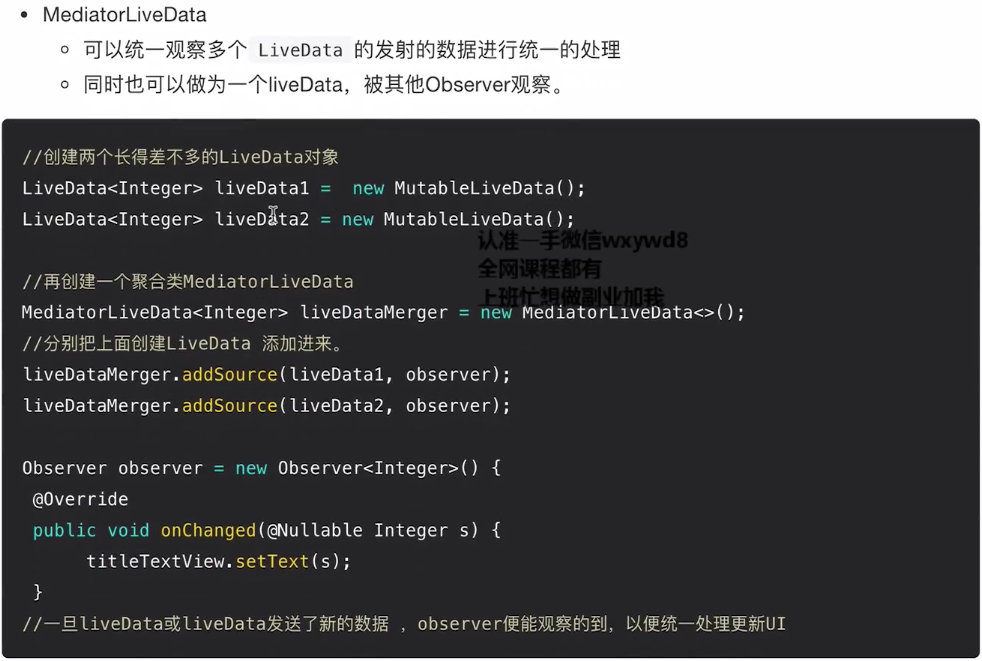 MediatorLiveData
可以统一观察多个 LiveData 的发射的数据进行统一的处理
同时也可以做为一个liveData，被其他Observer观察。
//创建两个长得差不多的LiveData对象
LiveData<Integer> liveData1 =  new MutableLiveData();
LiveData<Integer> liveData2 = new MutableLiveData();
认准一手微信wxywd8
全网课程都有
//再创建一个聚合类MediatorLiveData
上班忙想做副业加我
MediatorLiveData<Integer> liveDataMerger = new MediatorLiveData<>();
//分别把上面创建LiveData 添加进来。
liveDataMerger.addSource(liveData1, observer);
liveDataMerger.addSource(liveData2, observer);
Observer observer = new Observer<Integer>() {
@Override
public void onChanged(@Nullable Integer s) {
titleTextView.setText(s);
}
//一旦liveData或liveData发送了新的数据 ，observer便能观察的到，以便统一处理更新UI